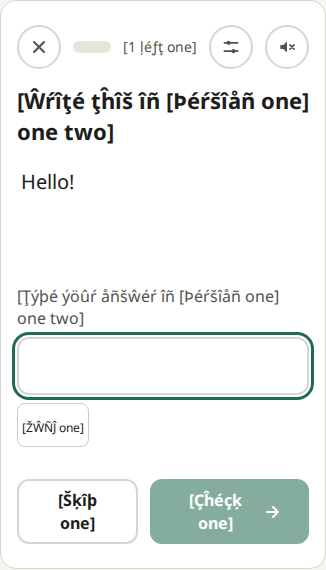 [1 ļéƒţ one]
[Ŵŕîţé ţĥîš îñ [Þéŕšîåñ one]
one two]
Hello!
[Ţýþé ýöûŕ åñšŵéŕ îñ [Þéŕšîåñ one]
one two]
[ŽŴÑĴ one]
[Šķîþ
one]
[Çĥéçķ
one]